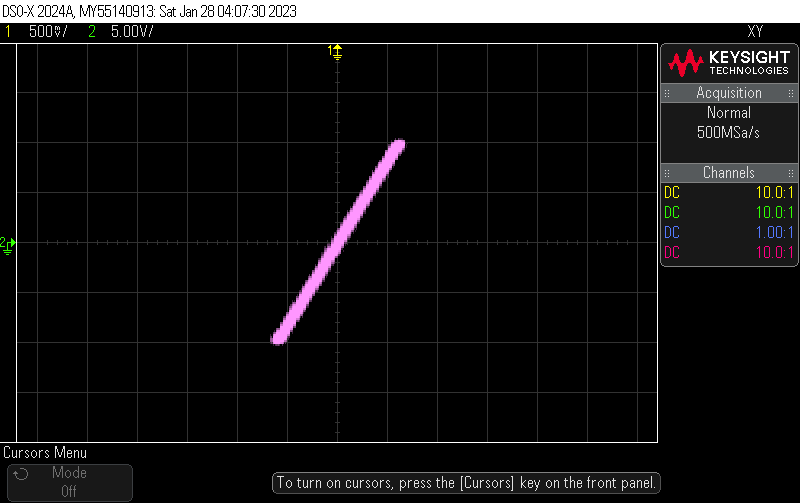 DSO-X 2024A, MY55140913: Sat Jan 28 04:07:30 2023
1 500mV/ 2 5.00V/ XY
1
KEYSIGHT
TECHNOLOGIES
Acquisition
Normal
500MSa/s
Channels
DC 10.0:1
DC 10.0:1
DC 1.00:1
DC 10.0:1
2
Cursors Menu
Mode
Off
To turn on cursors, press the [Cursors] key on the front panel.